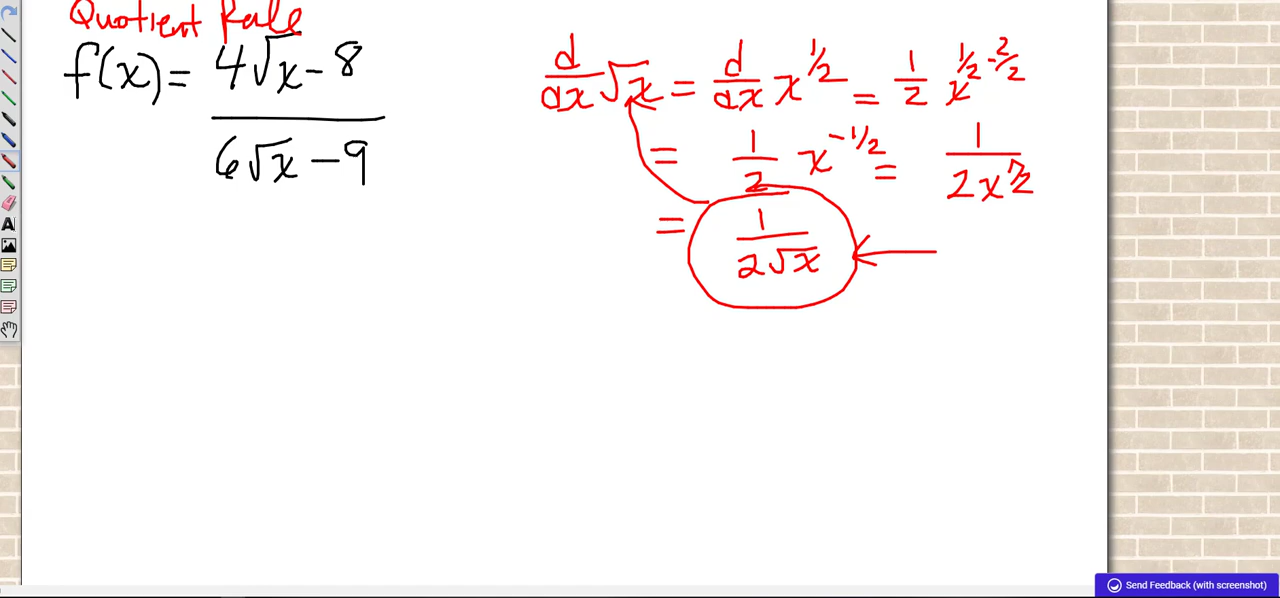 Quotient Rule
f(x) = 4√x - 8
6√x - 9
d/dx √x = d/dx x^1/2 = 1/2 x^1/2 - 2/2
= 1/2 x^-1/2 = 1/2x^1/2
= 1/2√x
A
Send Feedback (with screenshot)